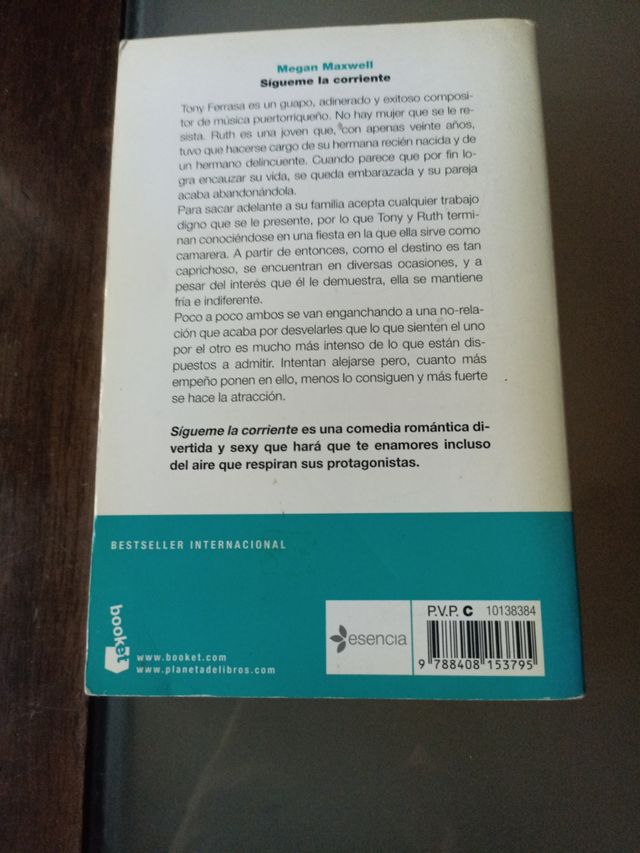 Megan Maxwell
Sígueme la corriente
Tony Ferrasa es un guapo, adinerado y exitoso composi-
tor de música puertorriqueño. No hay mujer que se le re-
sista. Ruth es una joven que, con apenas veinte años,
tuvo que hacerse cargo de su hermana recién nacida y de
un hermano delincuente. Cuando parece que por fin lo-
gra encauzar su vida, se queda embarazada y su pareja
acaba abandonándola.
Para sacar adelante a su familia acepta cualquier trabajo
digno que se le presente, por lo que Tony y Ruth termi-
nan conociéndose en una fiesta en la que ella sirve como
camarera. A partir de entonces, como el destino es tan
caprichoso, se encuentran en diversas ocasiones, y a
pesar del interés que él le demuestra, ella se mantiene
fría e indiferente.
Poco a poco ambos se van enganchando a una no-rela-
ción que acaba por desvelarles que lo que sienten el uno
por el otro es mucho más intenso de lo que están dis-
puestos a admitir. Intentan alejarse pero, cuanto más
empeño ponen en ello, menos lo consiguen y más fuerte
se hace la atracción.
Sígueme la corriente es una comedia romántica di-
vertida y sexy que hará que te enamores incluso
del aire que respiran sus protagonistas.
BESTSELLER INTERNACIONAL
booket
www.booket.com
www.planetadelibros.com
esencia
P.V.P. C 10138384
9 788408 153795